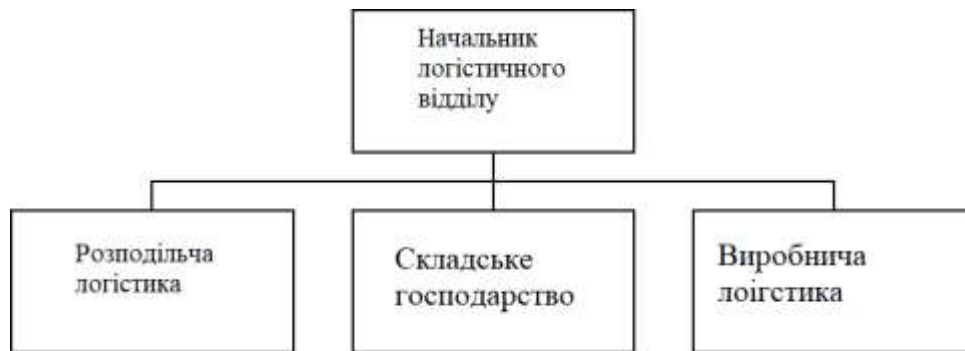 Начальник
логістичного
відділу
Розподільча
логістика
Складське
господарство
Виробнича
лоігстика